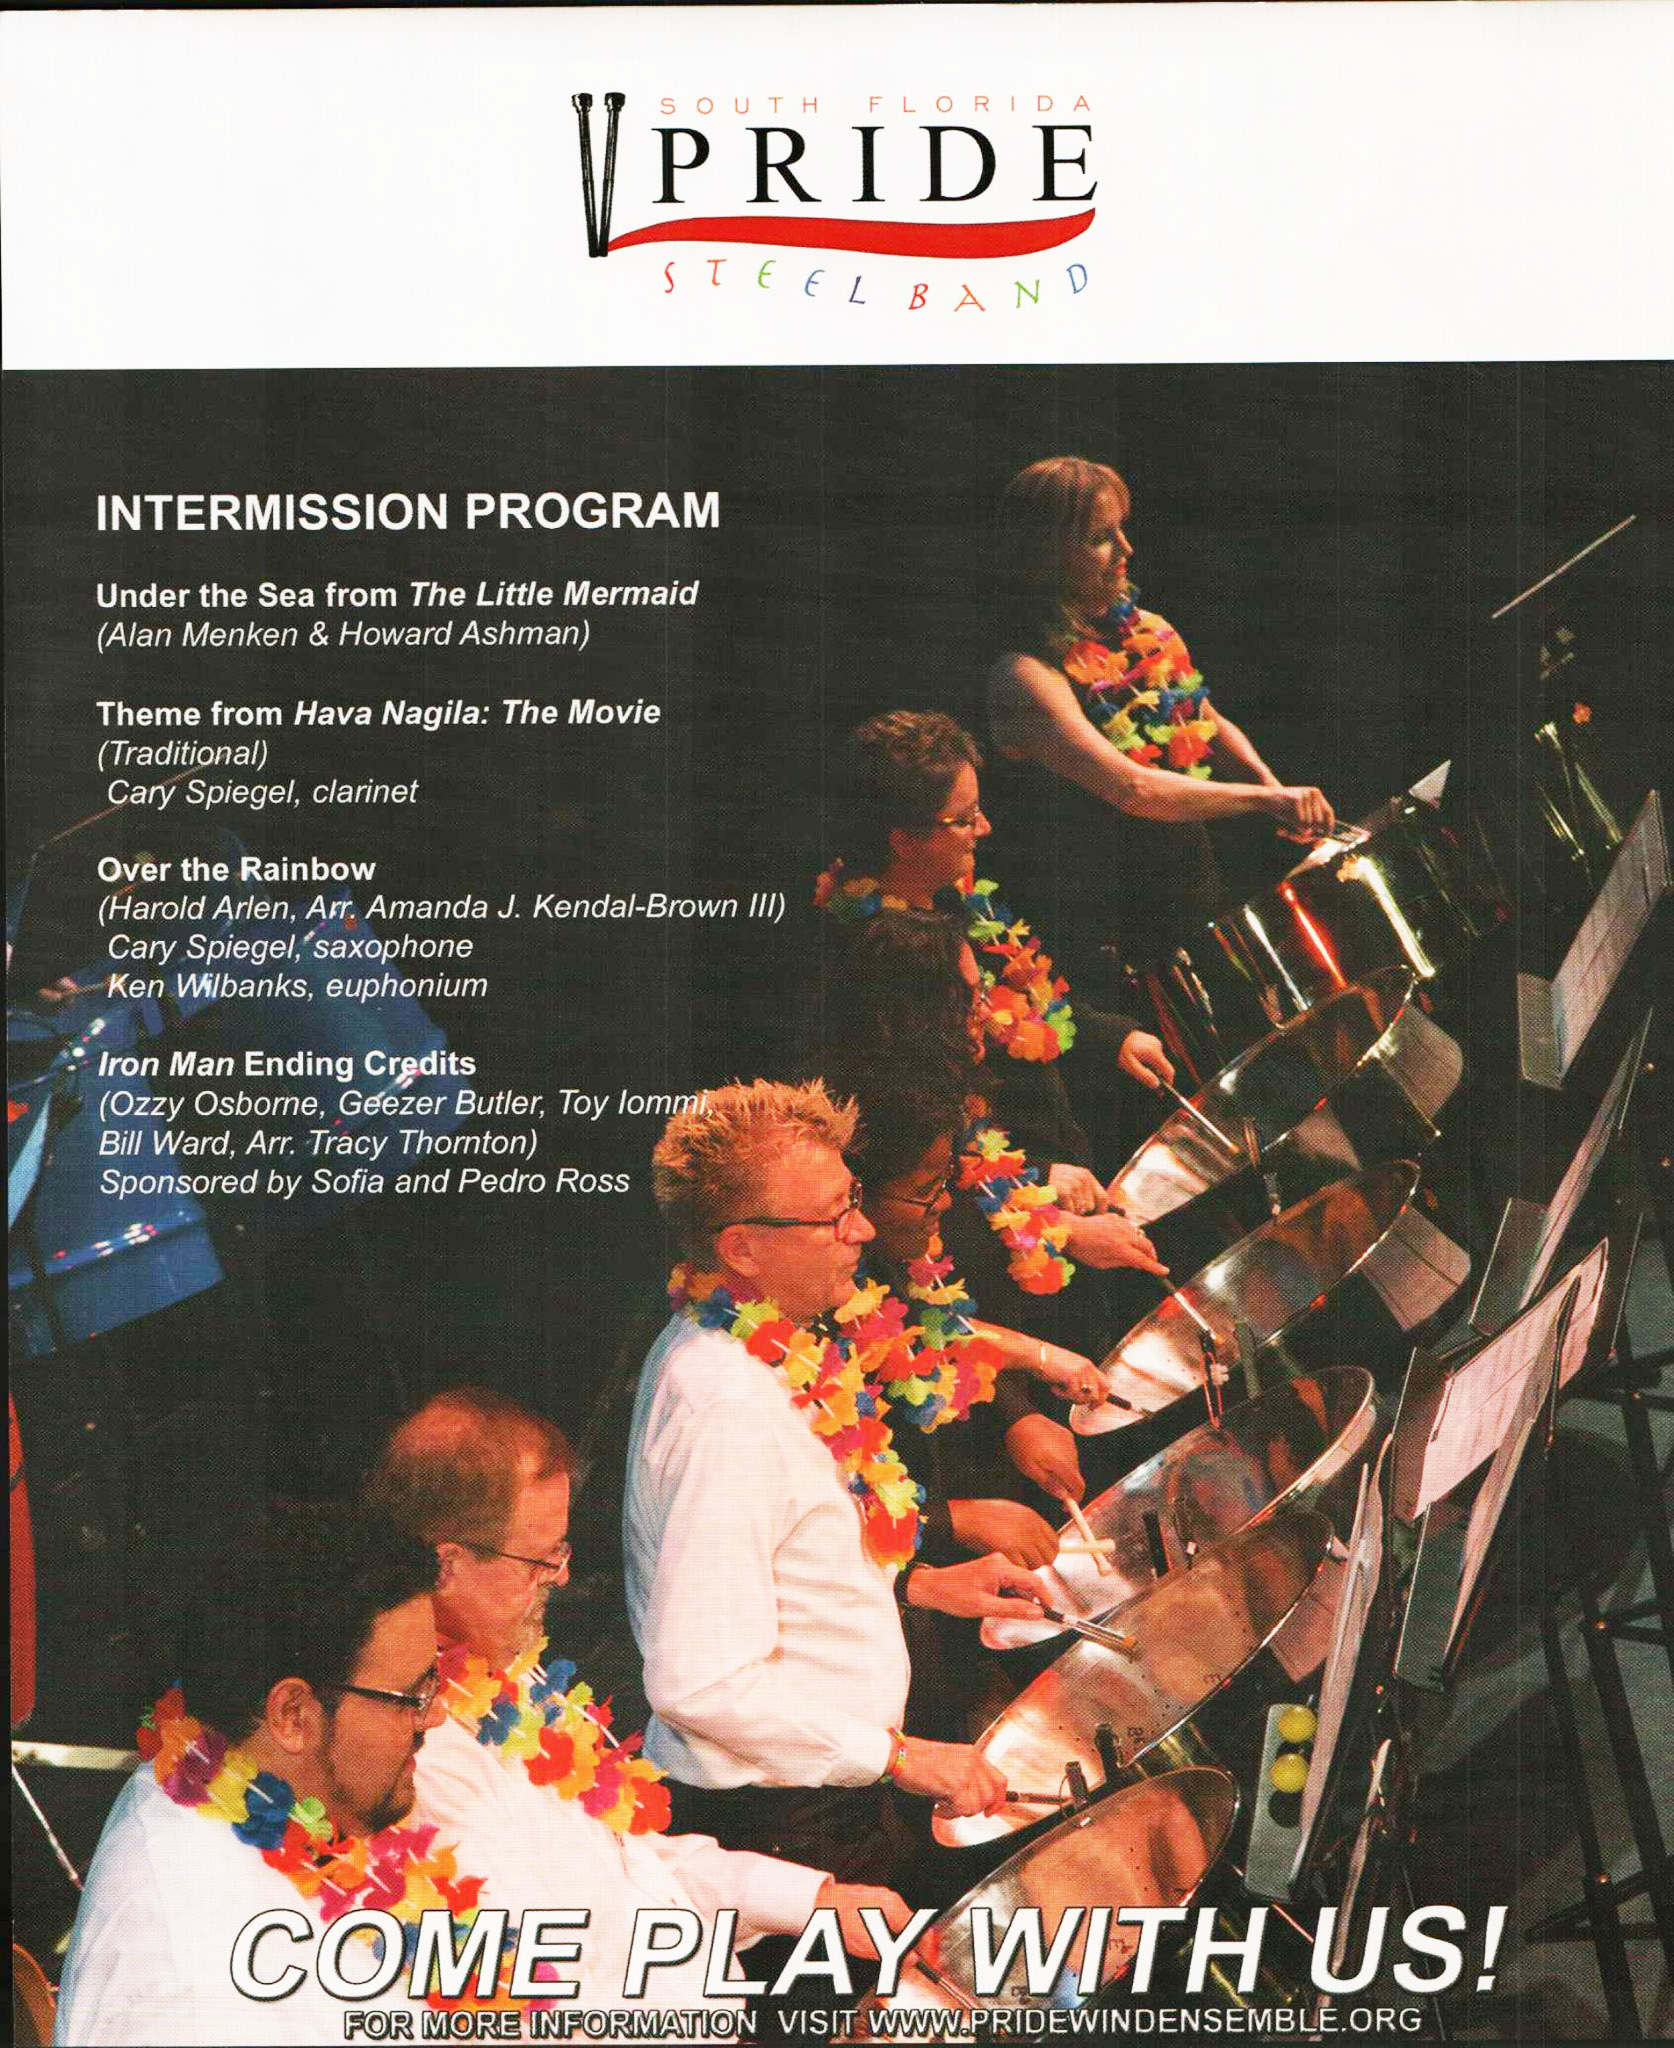 SOUTH FLORIDA
PRIDE
STEEL BAND
INTERMISSION PROGRAM
Under the Sea from The Little Mermaid
(Alan Menken & Howard Ashman)
Theme from Hava Nagila: The Movie
(Traditional)
Cary Spiegel, clarinet
Over the Rainbow
(Harold Arlen, Arr. Amanda J. Kendal-Brown III)
Cary Spiegel, saxophone
Ken Wilbanks, euphonium
Iron Man Ending Credits
(Ozzy Osborne, Geezer Butler, Toy Iommi,
Bill Ward, Arr. Tracy Thornton)
Sponsored by Sofia and Pedro Ross
COME PLAY WITH US!
FOR MORE INFORMATION VISIT WWW.PRIDEWINDENSEMBLE.ORG